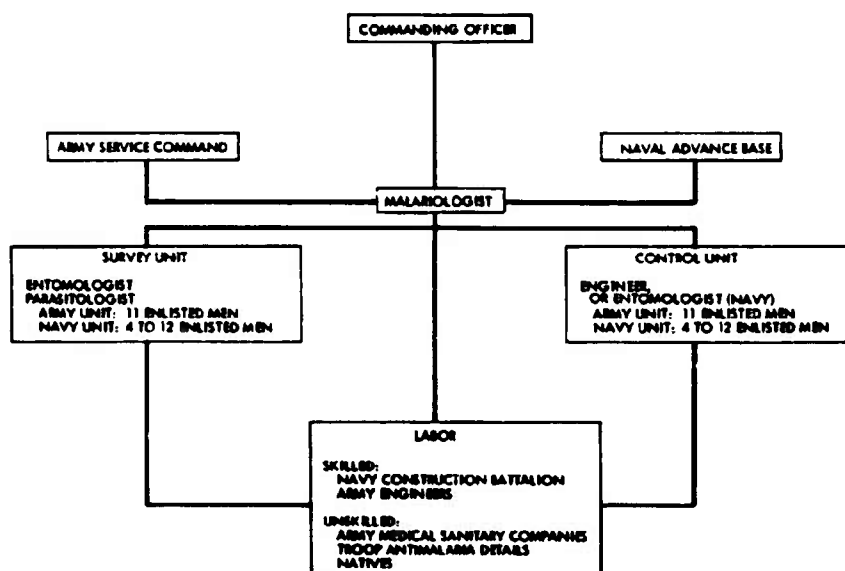 COMMANDING OFFICER
ARMY SERVICE COMMAND
NAVAL ADVANCE BASE
MALARIOLOGIST
SURVEY UNIT
ENTOMOLOGIST
PARASITOLOGIST
ARMY UNIT: 11 ENLISTED MEN
NAVY UNIT: 4 TO 12 ENLISTED MEN
CONTROL UNIT
ENGINEER,
OR ENTOMOLOGIST (NAVY)
ARMY UNIT: 11 ENLISTED MEN
NAVY UNIT: 4 TO 12 ENLISTED MEN
LABOR
SKILLED:
NAVY CONSTRUCTION BATTALION
ARMY ENGINEERS
UNSKILLED:
ARMY MEDICAL SANITARY COMPANIES
TROOP ANTIMALARIA DETAILS
NATIVES